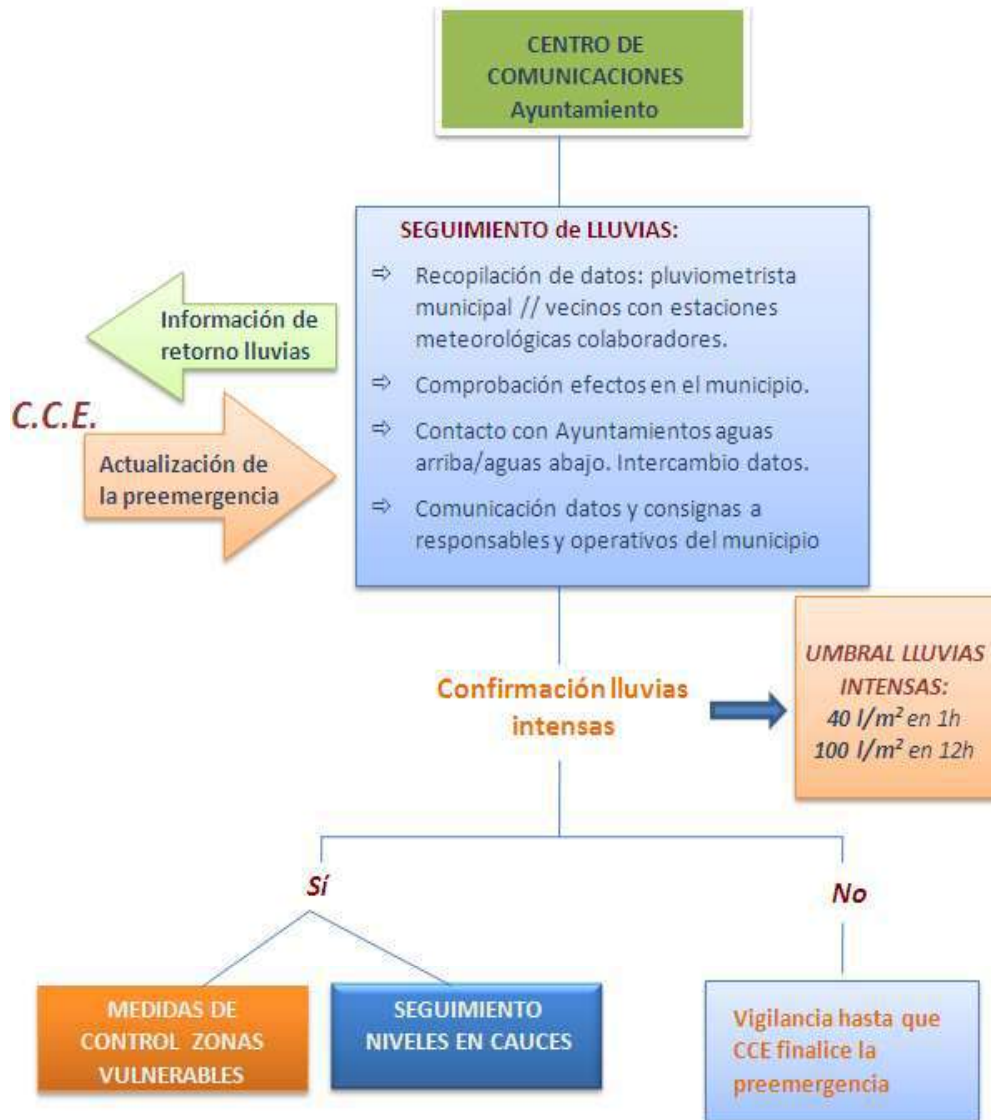 CENTRO DE
COMUNICACIONES
Ayuntamiento
SEGUIMIENTO de LLUVIAS:
⇨ Recopilación de datos: pluviometrista
municipal // vecinos con estaciones
meteorológicas colaboradores.
⇨ Comprobación efectos en el municipio.
⇨ Contacto con Ayuntamientos aguas
arriba/aguas abajo. Intercambio datos.
⇨ Comunicación datos y consignas a
responsables y operativos del municipio
Información de
retorno lluvias
C.C.E.
Actualización de
la preemergencia
Confirmación lluvias
intensas
UMBRAL LLUVIAS
INTENSAS:
40 l/m² en 1h
100 l/m² en 12h
Sí
No
MEDIDAS DE
CONTROL ZONAS
VULNERABLES
SEGUIMIENTO
NIVELES EN CAUCES
Vigilancia hasta que
CCE finalice la
preemergencia